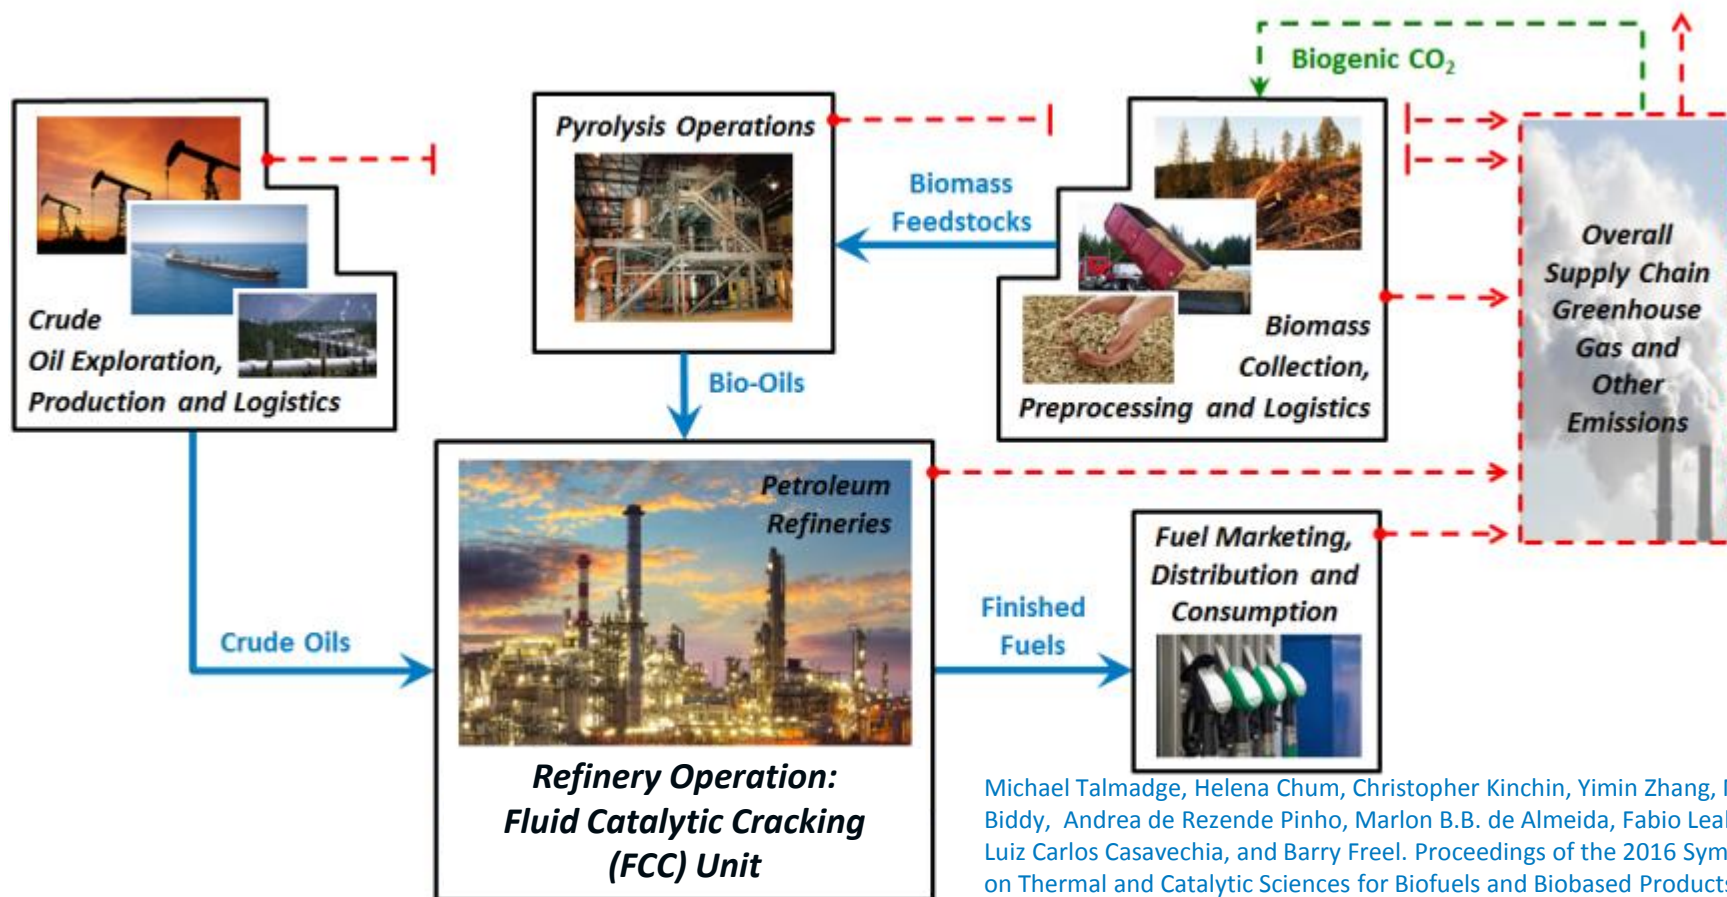 Biogenic CO₂
Pyrolysis Operations
Biomass
Feedstocks
Crude
Oil Exploration,
Production and Logistics
Biomass
Collection,
Preprocessing and Logistics
Overall
Supply Chain
Greenhouse
Gas and
Other
Emissions
Bio-Oils
Petroleum
Refineries
Crude Oils
Refinery Operation:
Fluid Catalytic Cracking
(FCC) Unit
Finished
Fuels
Fuel Marketing,
Distribution and
Consumption
Michael Talmadge, Helena Chum, Christopher Kinchin, Yimin Zhang,
Biddy, Andrea de Rezende Pinho, Marlon B.B. de Almeida, Fabio Leal
Luiz Carlos Casavechia, and Barry Freel. Proceedings of the 2016 Sym
on Thermal and Catalytic Sciences for Biofuels and Biobased Products